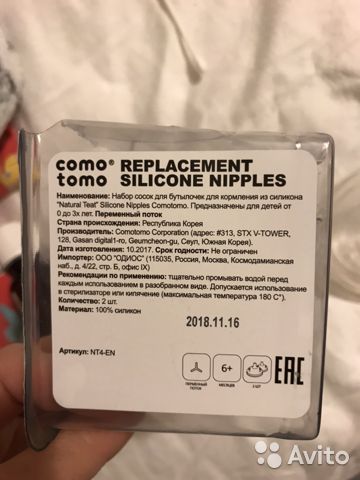 como® REPLACEMENT
tomo SILICONE NIPPLES
Наименование: Набор сосок для бутылочек для кормления из силикона
"Natural Teat" Silicone Nipples Comotomo. Предназначены для детей от
0 до 3х лет. Переменный поток
Страна происхождения: Республика Корея
Производитель: Comotomo Corporation (адрес: #313, STX V-TOWER,
128, Gasan digital1-ro, Geumcheon-gu, Сеул, Южная Корея).
Дата изготовления: 10.2017. Срок годности: Не ограничен
Импортер: ООО "ОДИОС" (115035, Россия, Москва, Космодамианская
наб., д. 4/22, стр. Б, офис IX)
Рекомендации по применению: тщательно промывать водой перед
каждым использованием в разобранном виде. Допускается использование
в стерилизаторе или кипячение (максимальная температура 180 С°).
Количество: 2 шт.
Материал: 100% силикон
2018.11.16
Артикул: NT4-EN
6+
ПЕРЕМЕННЫЙ ПОТОК
МЕСЯЦЕВ
2 ШТ
EAC
Avito